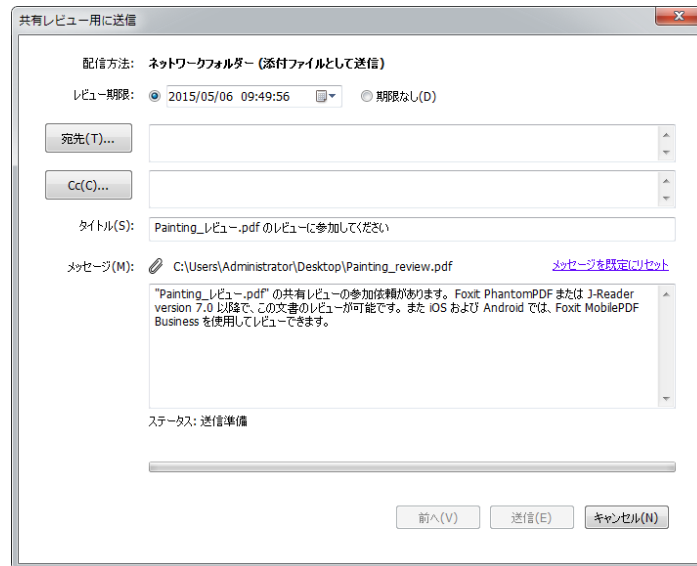 共有レビュー用に送信
配信方法: ネットワークフォルダー (添付ファイルとして送信)
レビュー期限: 2015/05/06 09:49:56 期限なし(D)
宛先(T)...
Cc(C)...
タイトル(S): Painting_レビュー.pdf のレビューに参加してください
メッセージ(M): C:\Users\Administrator\Desktop\Painting_review.pdf メッセージを既定にリセット
"Painting_レビュー.pdf" の共有レビューの参加依頼があります。Foxit PhantomPDF または J-Reader
version 7.0 以降で、この文書のレビューが可能です。また iOS および Android では、Foxit MobilePDF
Business を使用してレビューできます。
ステータス: 送信準備
前へ(V) 送信(E) キャンセル(N)